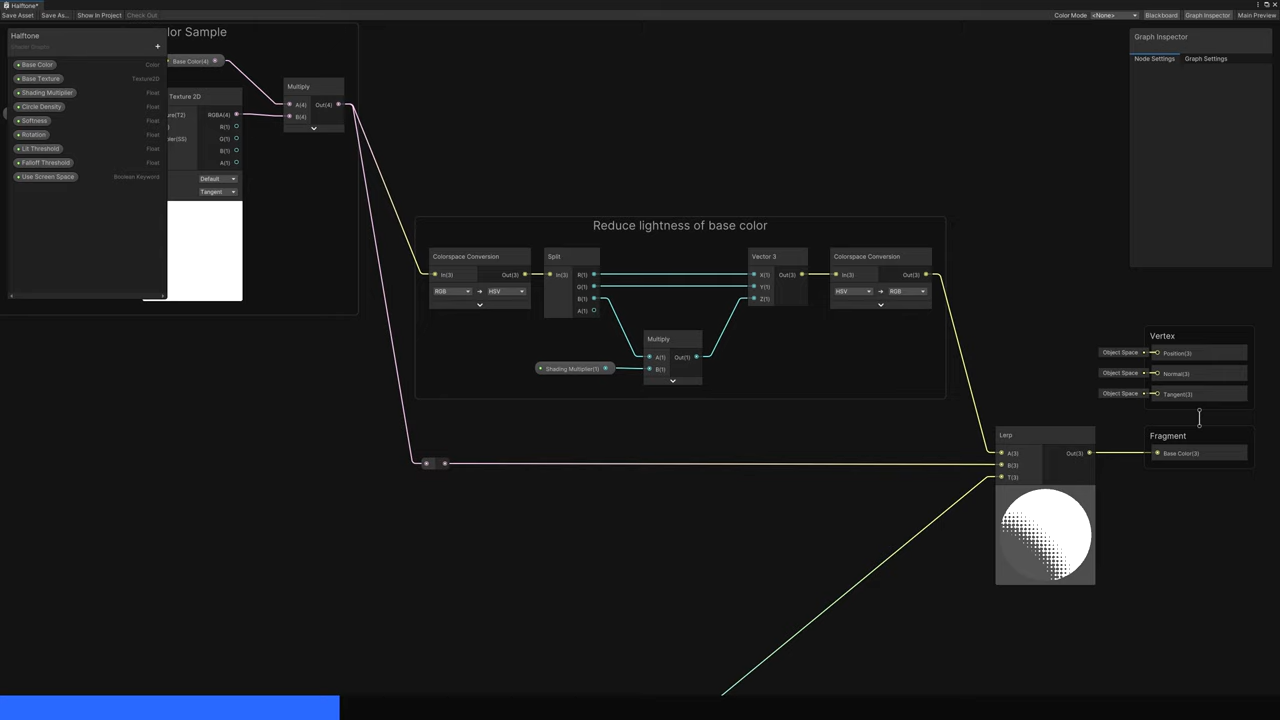 Halftone*
Save Asset Save As... Show In Project Check Out
Color Mode <None> Blackboard Graph Inspector Main Preview
Halftone
Shader Graphs
Base Color Color
Base Texture Texture2D
Shading Multiplier Float
Circle Density Float
Softness Float
Rotation Float
Lit Threshold Float
Falloff Threshold Float
Use Screen Space Boolean Keyword
lor Sample
Base Color(4)
Texture 2D
ure(T2) RGBA(4)
R(1)
pler(SS) G(1)
B(1)
A(1)
Default
Tangent
Multiply
A(4) Out(4)
B(4)
Reduce lightness of base color
Colorspace Conversion
In(3) Out(3)
RGB HSV
Split
In(3) R(1)
G(1)
B(1)
A(1)
Shading Multiplier(1)
Multiply
A(1) Out(1)
B(1)
Vector 3
X(1) Out(3)
Y(1)
Z(1)
Colorspace Conversion
In(3) Out(3)
HSV RGB
Lerp
A(3) Out(3)
B(3)
T(3)
Graph Inspector
Node Settings Graph Settings
Vertex
Object Space Position(3)
Object Space Normal(3)
Object Space Tangent(3)
Fragment
Base Color(3)